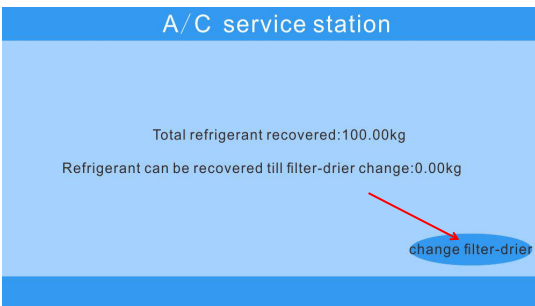 A/C service station
Total refrigerant recovered:100.00kg
Refrigerant can be recovered till filter-drier change:0.00kg
change filter-drier